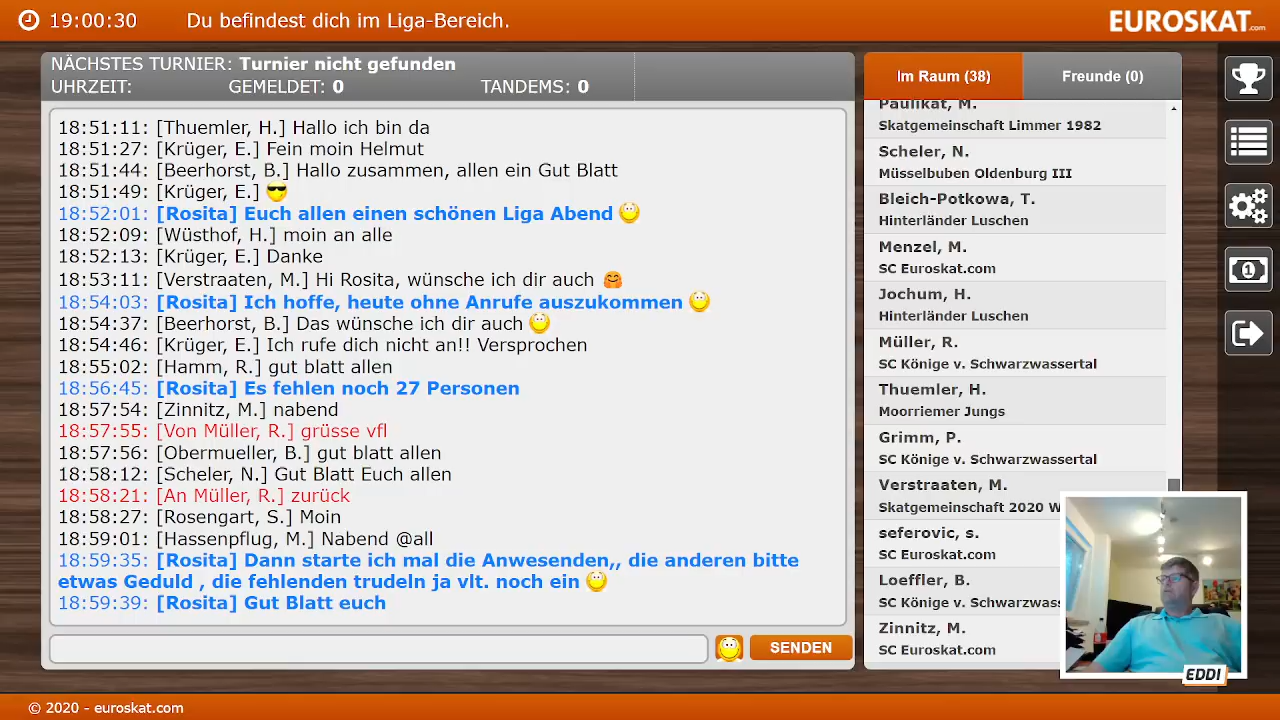 19:00:30 Du befindest dich im Liga-Bereich. EUROSKAT.com
NÄCHSTES TURNIER: Turnier nicht gefunden
UHRZEIT: GEMELDET: 0 TANDEMS: 0
18:51:11: [Thuemler, H.] Hallo ich bin da
18:51:27: [Krüger, E.] Fein moin Helmut
18:51:44: [Beerhorst, B.] Hallo zusammen, allen ein Gut Blatt
18:51:49: [Krüger, E.] 😎
18:52:01: [Rosita] Euch allen einen schönen Liga Abend
18:52:09: [Wüsthof, H.] moin an alle
18:52:13: [Krüger, E.] Danke
18:53:11: [Verstraaten, M.] Hi Rosita, wünsche ich dir auch 🤗
18:54:03: [Rosita] Ich hoffe, heute ohne Anrufe auszukommen
18:54:37: [Beerhorst, B.] Das wünsche ich dir auch
18:54:46: [Krüger, E.] Ich rufe dich nicht an!! Versprochen
18:55:02: [Hamm, R.] gut blatt allen
18:56:45: [Rosita] Es fehlen noch 27 Personen
18:57:54: [Zinnitz, M.] nabend
18:57:55: [Von Müller, R.] grüsse vfl
18:57:56: [Obermueller, B.] gut blatt allen
18:58:12: [Scheler, N.] Gut Blatt Euch allen
18:58:21: [An Müller, R.] zurück
18:58:27: [Rosengart, S.] Moin
18:59:01: [Hassenpflug, M.] Nabend @all
18:59:35: [Rosita] Dann starte ich mal die Anwesenden,, die anderen bitte
etwas Geduld , die fehlenden trudeln ja vlt. noch ein
18:59:39: [Rosita] Gut Blatt euch
SENDEN
Im Raum (38) Freunde (0)
Paulikat, M.
Skatgemeinschaft Limmer 1982
Scheler, N.
Müsselbuben Oldenburg III
Bleich-Potkowa, T.
Hinterländer Luschen
Menzel, M.
SC Euroskat.com
Jochum, H.
Hinterländer Luschen
Müller, R.
SC Könige v. Schwarzwassertal
Thuemler, H.
Moorriemer Jungs
Grimm, P.
SC Könige v. Schwarzwassertal
Verstraaten, M.
Skatgemeinschaft 2020 W
seferovic, s.
SC Euroskat.com
Loeffler, B.
SC Könige v. Schwarzwas
Zinnitz, M.
SC Euroskat.com
1
EDDI
© 2020 - euroskat.com